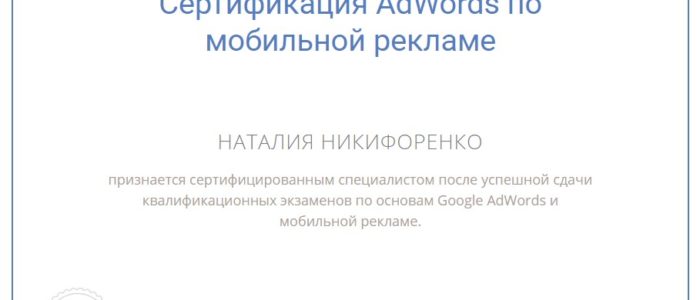 Сертификация AdWords по
мобильной рекламе
НАТАЛИЯ НИКИФОРЕНКО
признается сертифицированным специалистом после успешной сдачи
квалификационных экзаменов по основам Google AdWords и
мобильной рекламе.